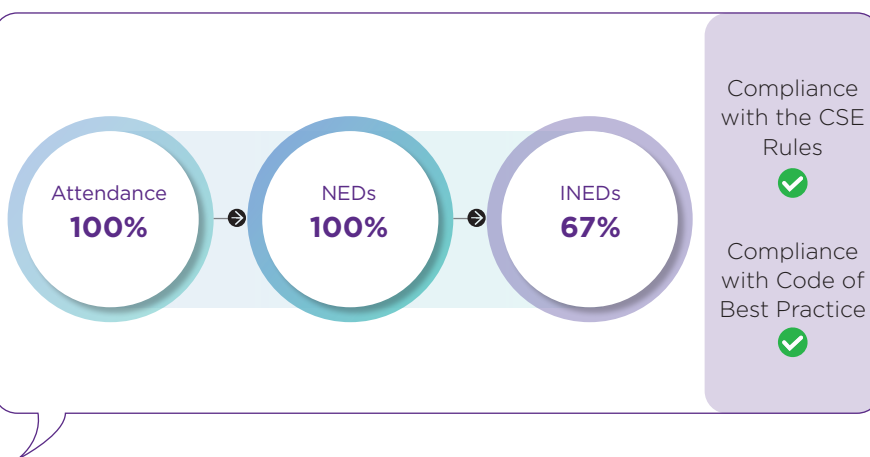 Attendance
100%
NEDs
100%
INEDs
67%
Compliance
with the CSE
Rules
Compliance
with Code of
Best Practice